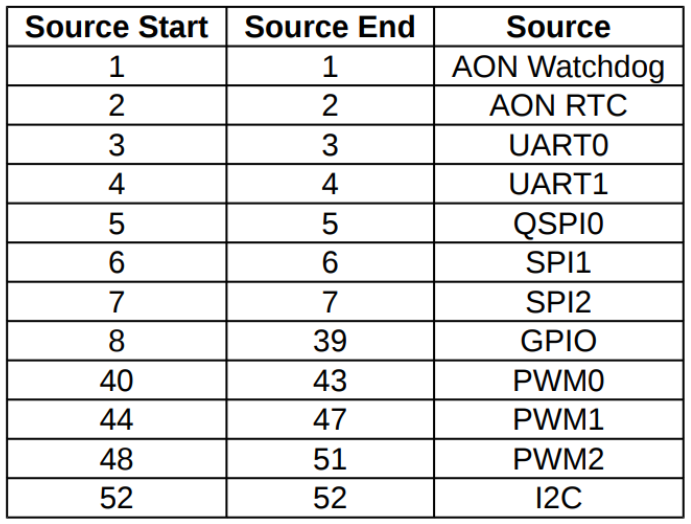 Source Start Source End Source
1 1 AON Watchdog
2 2 AON RTC
3 3 UART0
4 4 UART1
5 5 QSPI0
6 6 SPI1
7 7 SPI2
8 39 GPIO
40 43 PWM0
44 47 PWM1
48 51 PWM2
52 52 I2C